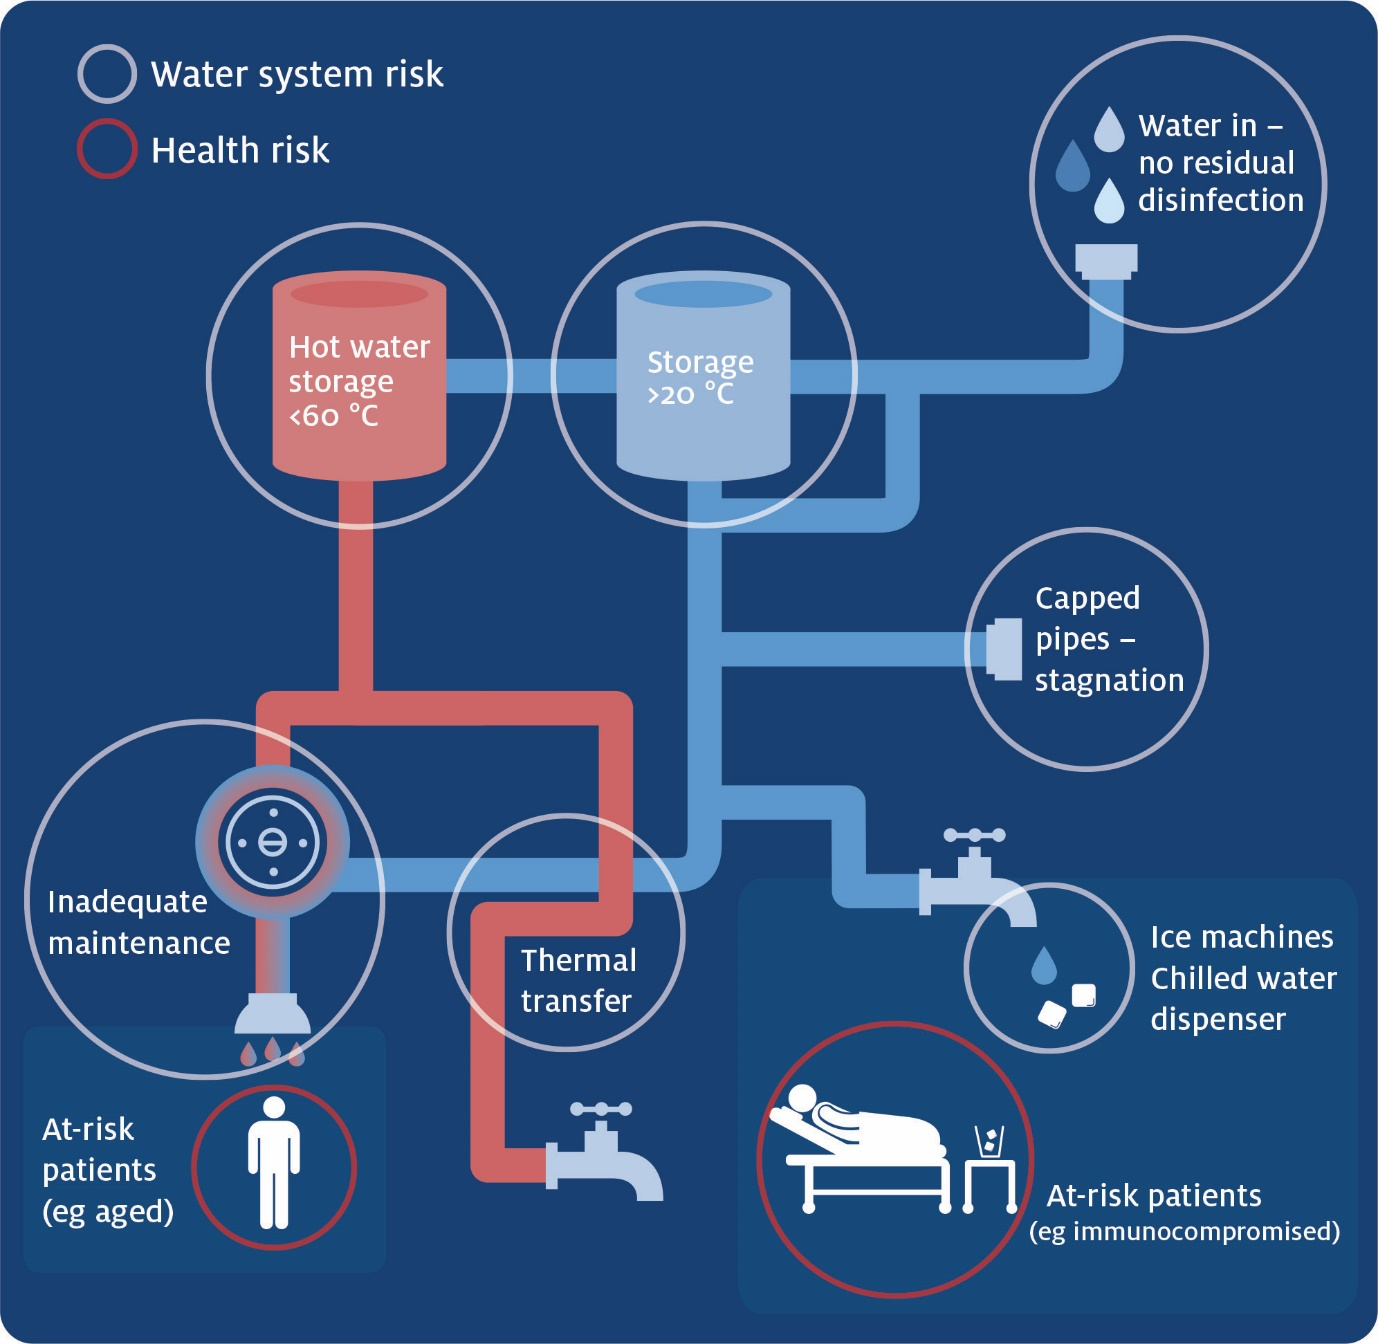 Water system risk
Health risk
Water in –
no residual
disinfection
Hot water
storage
<60 °C
Storage
>20 °C
Capped
pipes –
stagnation
Inadequate
maintenance
Thermal
transfer
Ice machines
Chilled water
dispenser
At-risk
patients
(eg aged)
At-risk patients
(eg immunocompromised)